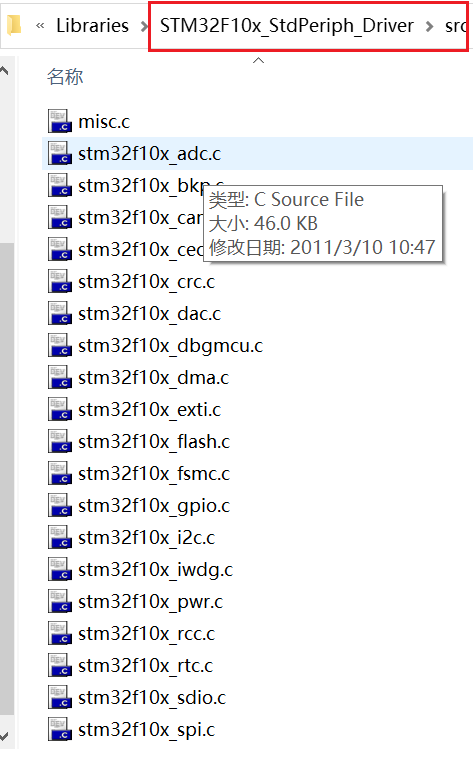 « Libraries > STM32F10x_StdPeriph_Driver > src
名称
misc.c
stm32f10x_adc.c
stm32f10x_bkp.c
类型: C Source File
stm32f10x_can
大小: 46.0 KB
stm32f10x_cec
修改日期: 2011/3/10 10:47
stm32f10x_crc.c
stm32f10x_dac.c
stm32f10x_dbgmcu.c
stm32f10x_dma.c
stm32f10x_exti.c
stm32f10x_flash.c
stm32f10x_fsmc.c
stm32f10x_gpio.c
stm32f10x_i2c.c
stm32f10x_iwdg.c
stm32f10x_pwr.c
stm32f10x_rcc.c
stm32f10x_rtc.c
stm32f10x_sdio.c
stm32f10x_spi.c